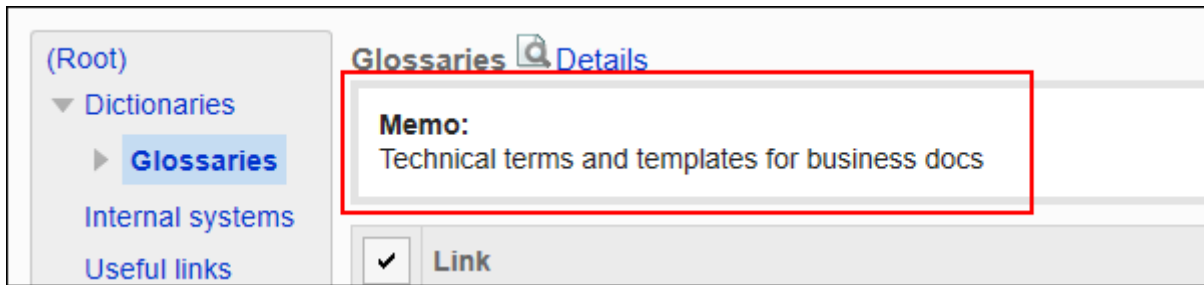 (Root)
Dictionaries
Glossaries
Internal systems
Useful links
Glossaries Details
Memo:
Technical terms and templates for business docs
Link